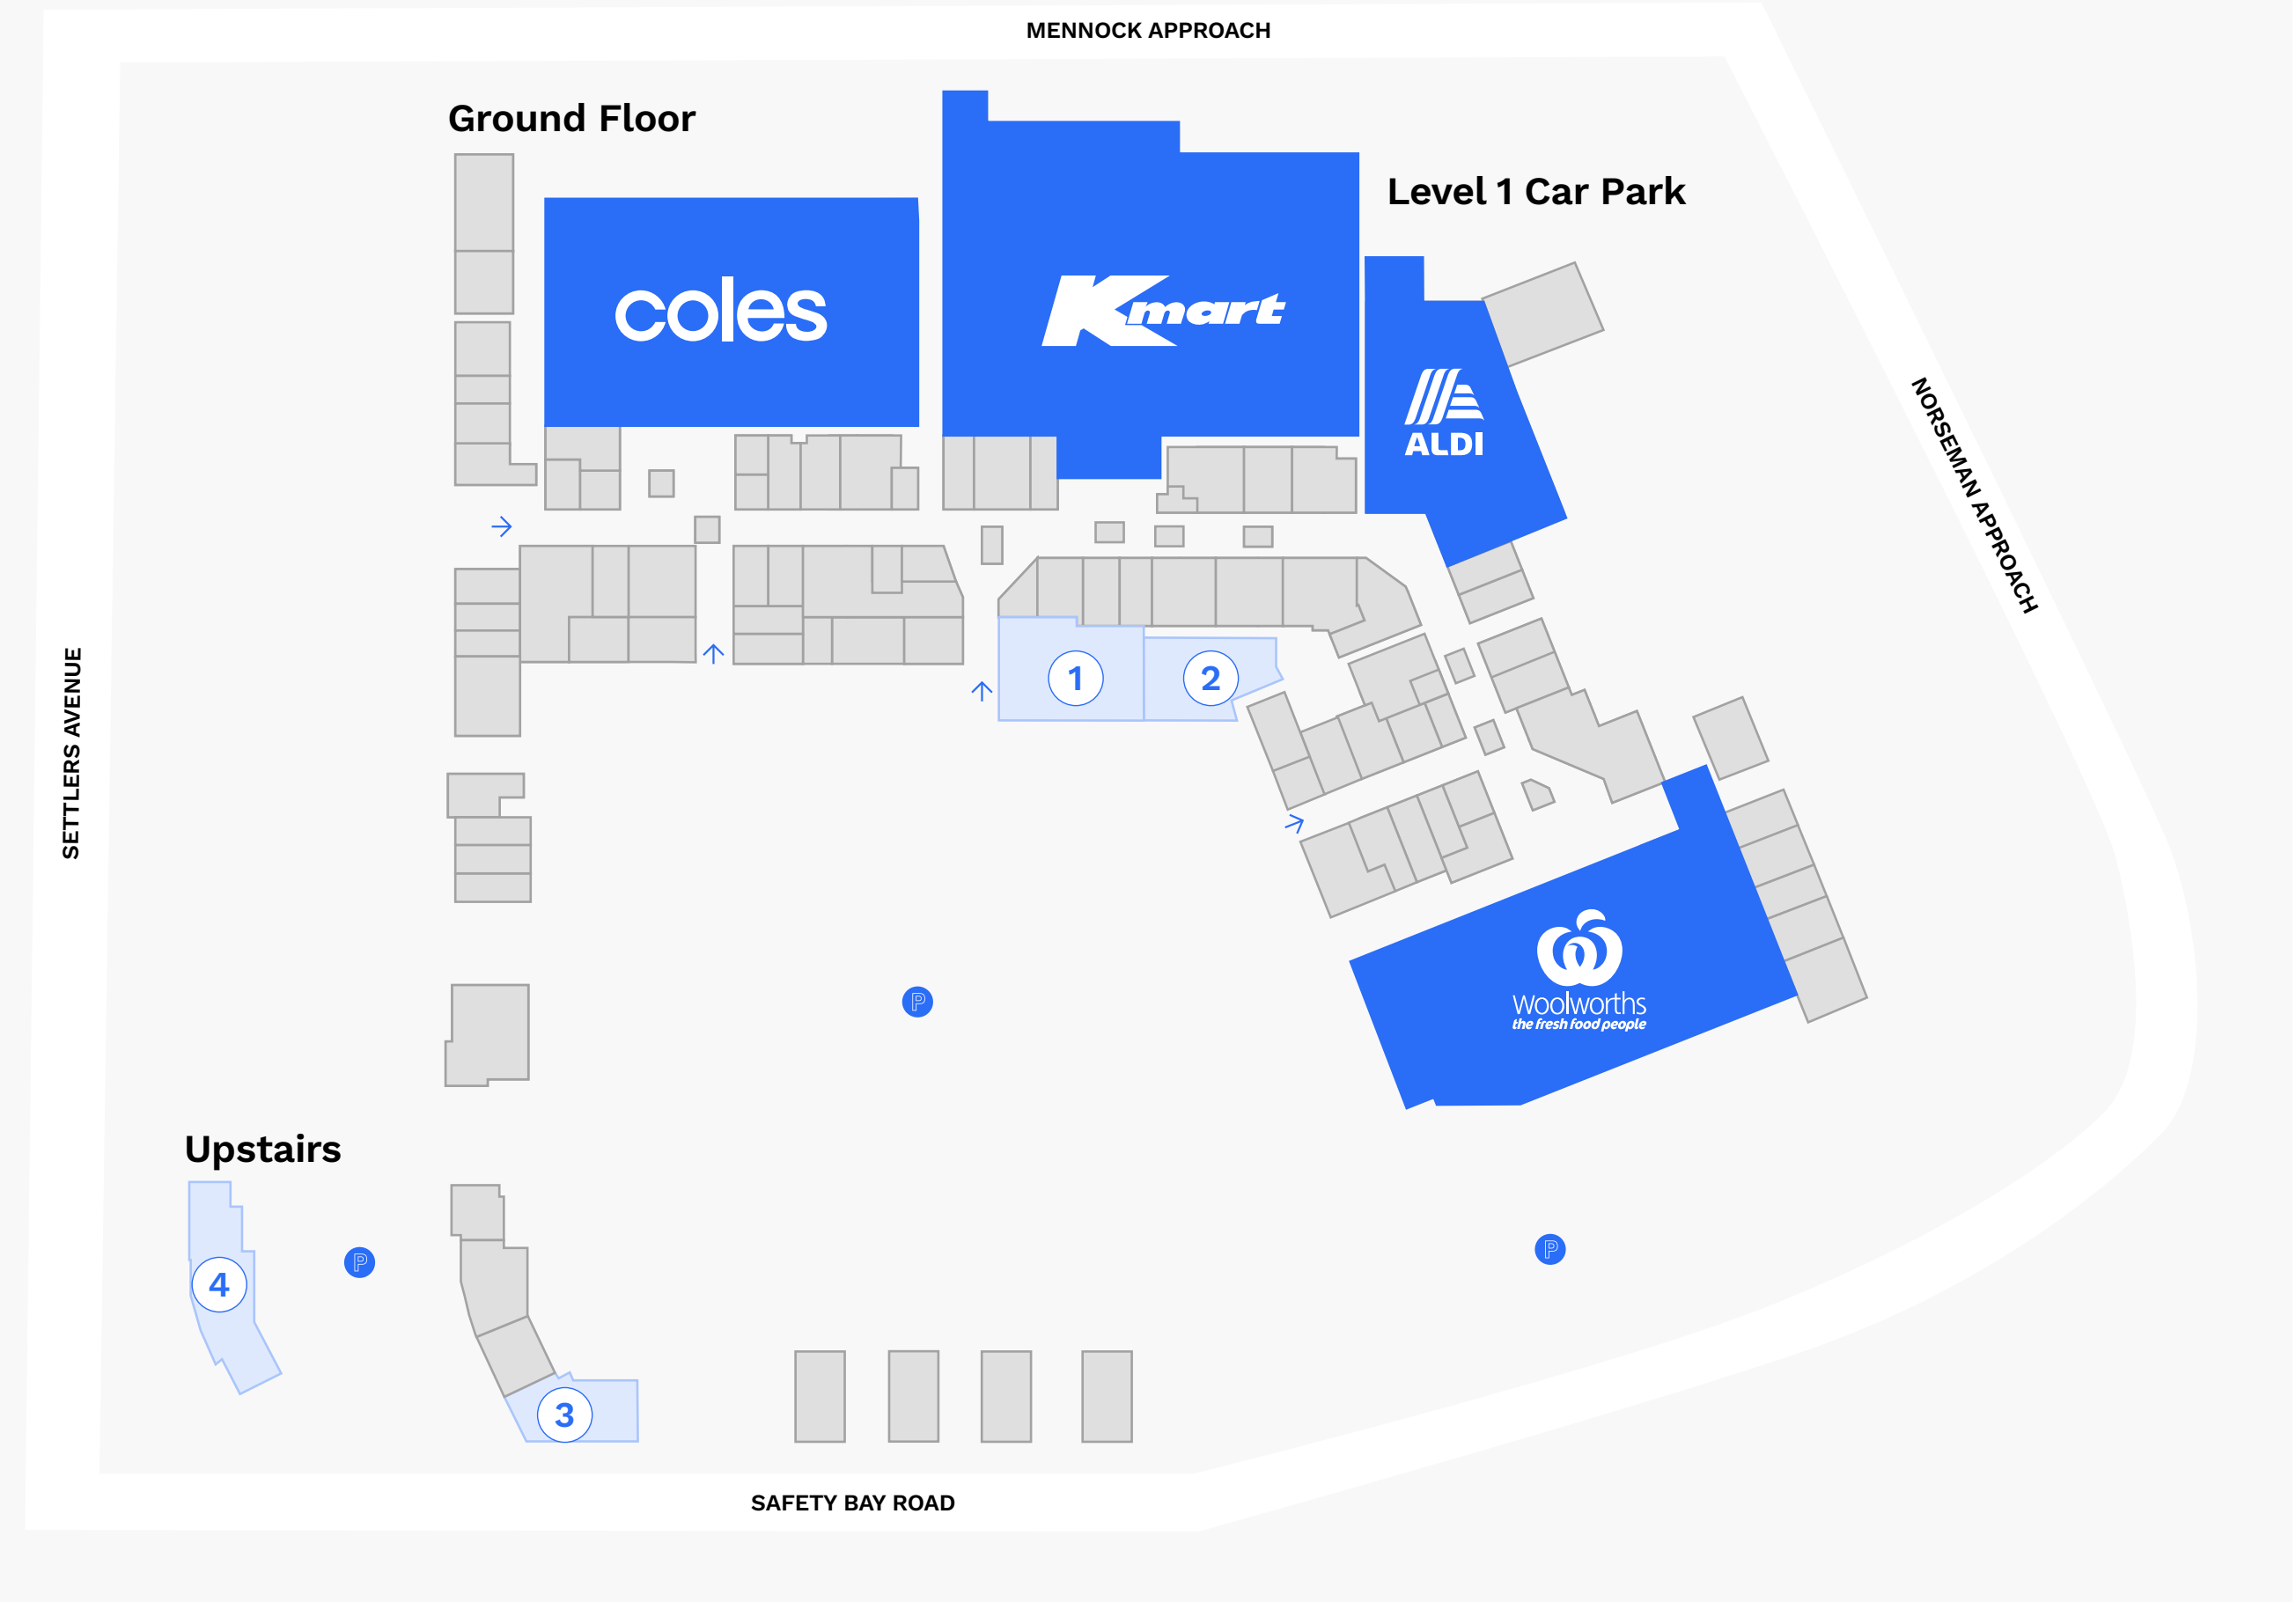 MENNOCK APPROACH
Ground Floor
Level 1 Car Park
coles
Kmart
ALDI
NORSEMAN APPROACH
SETTLERS AVENUE
1
2
Woolworths
the fresh food people
P
Upstairs
4
P
P
3
SAFETY BAY ROAD